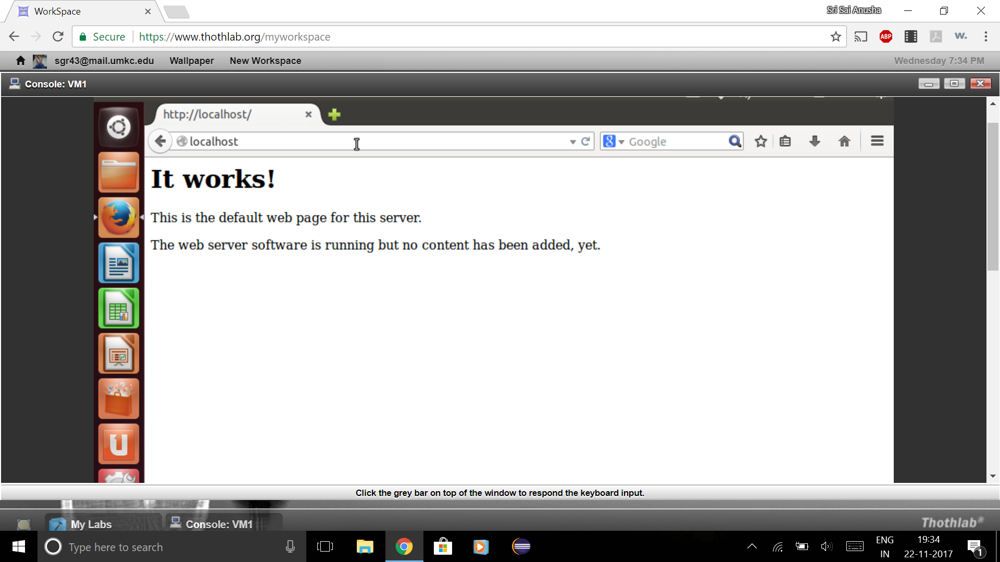 WorkSpace
Sri Sai Anusha
Secure
https://www.thothlab.org/myworkspace
ABP
w.
sgr43@mail.umkc.edu
Wallpaper
New Workspace
Wednesday 7:34 PM
Console: VM1
http://localhost/
localhost
8
Google
It works!
This is the default web page for this server.
The web server software is running but no content has been added, yet.
Click the grey bar on top of the window to respond the keyboard input.
My Labs
Console: VM1
Thothlab®
Type here to search
ENG
IN
19:34
22-11-2017
1